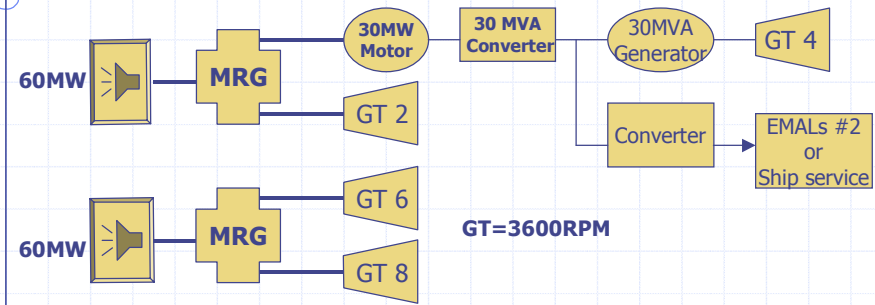 60MW
MRG
30MW
Motor
30 MVA
Converter
30MVA
Generator
GT 4
GT 2
Converter
EMALs #2
or
Ship service
60MW
MRG
GT 6
GT 8
GT=3600RPM